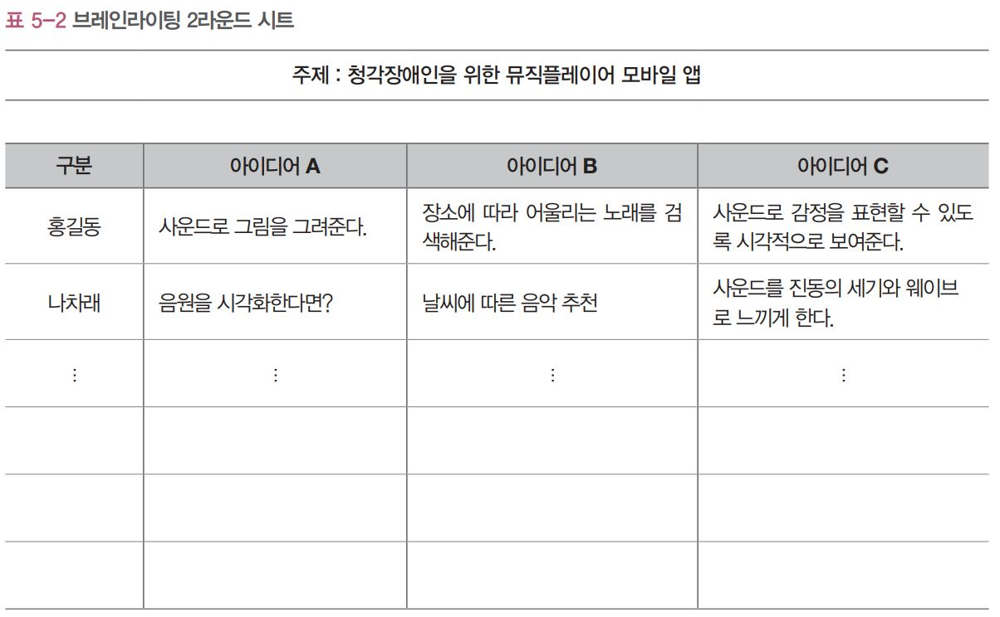 표 5-2 브레인라이팅 2라운드 시트
주제 : 청각장애인을 위한 뮤직플레이어 모바일 앱
구분 아이디어 A 아이디어 B 아이디어 C
홍길동 사운드로 그림을 그려준다. 장소에 따라 어울리는 노래를 검
색해준다. 사운드로 감정을 표현할 수 있도
록 시각적으로 보여준다.
나차래 음원을 시각화한다면? 날씨에 따른 음악 추천 사운드를 진동의 세기와 웨이브
로 느끼게 한다.
⋮ ⋮ ⋮ ⋮